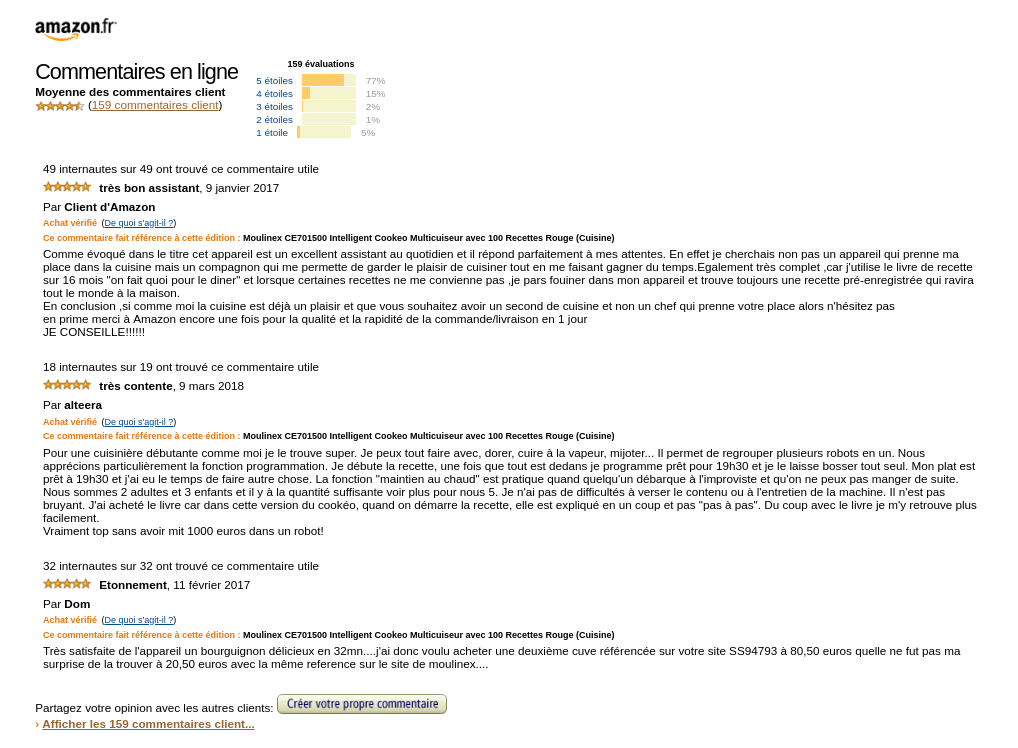 amazon.fr
Commentaires en ligne
Moyenne des commentaires client
(159 commentaires client)
159 évaluations
5 étoiles 77%
4 étoiles 15%
3 étoiles 2%
2 étoiles 1%
1 étoile 5%
49 internautes sur 49 ont trouvé ce commentaire utile
très bon assistant, 9 janvier 2017
Par Client d'Amazon
Achat vérifié (De quoi s'agit-il ?)
Ce commentaire fait référence à cette édition : Moulinex CE701500 Intelligent Cookeo Multicuiseur avec 100 Recettes Rouge (Cuisine)
Comme évoqué dans le titre cet appareil est un excellent assistant au quotidien et il répond parfaitement à mes attentes. En effet je cherchais non pas un appareil qui prenne ma
place dans la cuisine mais un compagnon qui me permette de garder le plaisir de cuisiner tout en me faisant gagner du temps.Egalement très complet ,car j'utilise le livre de recette
sur 16 mois "on fait quoi pour le diner" et lorsque certaines recettes ne me convienne pas ,je pars fouiner dans mon appareil et trouve toujours une recette pré-enregistrée qui ravira
tout le monde à la maison.
En conclusion ,si comme moi la cuisine est déjà un plaisir et que vous souhaitez avoir un second de cuisine et non un chef qui prenne votre place alors n'hésitez pas
en prime merci à Amazon encore une fois pour la qualité et la rapidité de la commande/livraison en 1 jour
JE CONSEILLE!!!!!!
18 internautes sur 19 ont trouvé ce commentaire utile
très contente, 9 mars 2018
Par alteera
Achat vérifié (De quoi s'agit-il ?)
Ce commentaire fait référence à cette édition : Moulinex CE701500 Intelligent Cookeo Multicuiseur avec 100 Recettes Rouge (Cuisine)
Pour une cuisinière débutante comme moi je le trouve super. Je peux tout faire avec, dorer, cuire à la vapeur, mijoter... Il permet de regrouper plusieurs robots en un. Nous
apprécions particulièrement la fonction programmation. Je débute la recette, une fois que tout est dedans je programme prêt pour 19h30 et je le laisse bosser tout seul. Mon plat est
prêt à 19h30 et j'ai eu le temps de faire autre chose. La fonction "maintien au chaud" est pratique quand quelqu'un débarque à l'improviste et qu'on ne peux pas manger de suite.
Nous sommes 2 adultes et 3 enfants et il y à la quantité suffisante voir plus pour nous 5. Je n'ai pas de difficultés à verser le contenu ou à l'entretien de la machine. Il n'est pas
bruyant. J'ai acheté le livre car dans cette version du cookéo, quand on démarre la recette, elle est expliqué en un coup et pas "pas à pas". Du coup avec le livre je m'y retrouve plus
facilement.
Vraiment top sans avoir mit 1000 euros dans un robot!
32 internautes sur 32 ont trouvé ce commentaire utile
Etonnement, 11 février 2017
Par Dom
Achat vérifié (De quoi s'agit-il ?)
Ce commentaire fait référence à cette édition : Moulinex CE701500 Intelligent Cookeo Multicuiseur avec 100 Recettes Rouge (Cuisine)
Très satisfaite de l'appareil un bourguignon délicieux en 32mn....j'ai donc voulu acheter une deuxième cuve référencée sur votre site SS94793 à 80,50 euros quelle ne fut pas ma
surprise de la trouver à 20,50 euros avec la même reference sur le site de moulinex....
Partagez votre opinion avec les autres clients: Créer votre propre commentaire
› Afficher les 159 commentaires client...